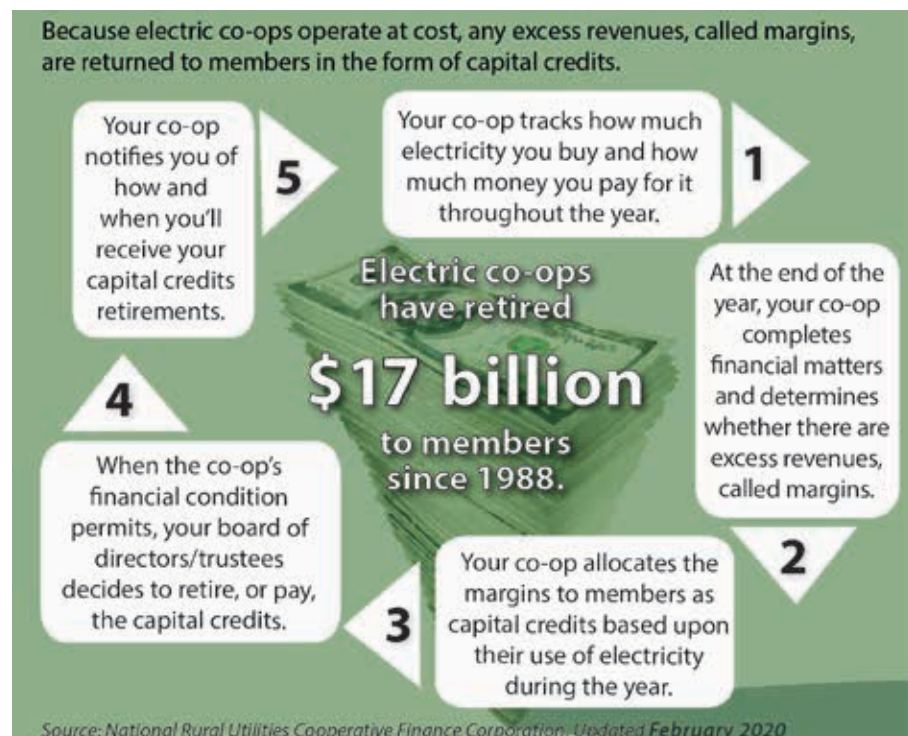 Because electric co-ops operate at cost, any excess revenues, called margins,
are returned to members in the form of capital credits.
Your co-op tracks how much
electricity you buy and how
much money you pay for it
throughout the year.
1
At the end of the
year, your co-op
completes
financial matters
and determines
whether there are
excess revenues,
called margins.
2
Your co-op allocates the
margins to members as
capital credits based upon
their use of electricity
during the year.
3
When the co-op's
financial condition
permits, your board of
directors/trustees
decides to retire, or pay,
the capital credits.
4
Your co-op
notifies you of
how and
when you'll
receive your
capital credits
retirements.
5
Electric co-ops
have retired
$17 billion
to members
since 1988.
Source: National Rural Utilities Cooperative Finance Corporation. Updated February 2020